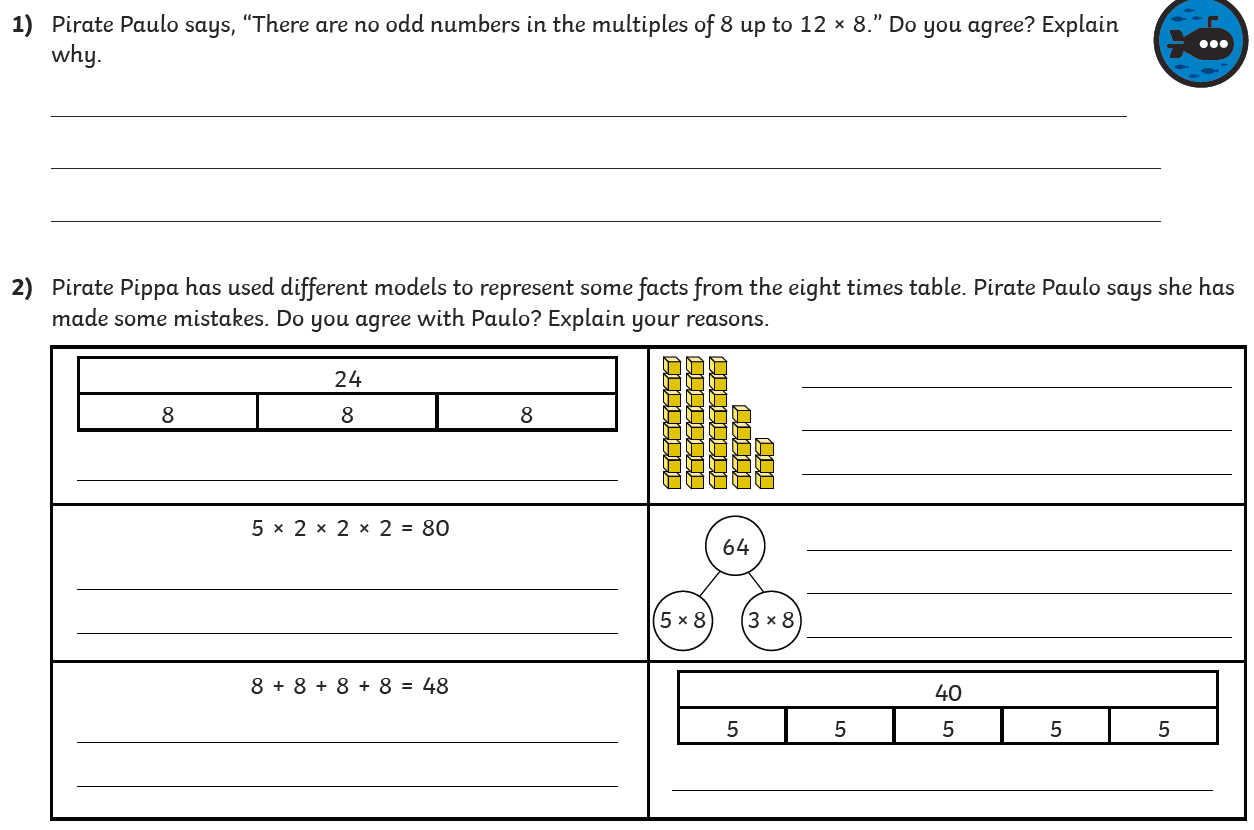 1) Pirate Paulo says, “There are no odd numbers in the multiples of 8 up to 12 × 8.” Do you agree? Explain
why.
2) Pirate Pippa has used different models to represent some facts from the eight times table. Pirate Paulo says she has
made some mistakes. Do you agree with Paulo? Explain your reasons.
24
8 8 8
5 × 2 × 2 × 2 = 80
64
5 × 8 3 × 8
8 + 8 + 8 + 8 = 48
40
5 5 5 5 5